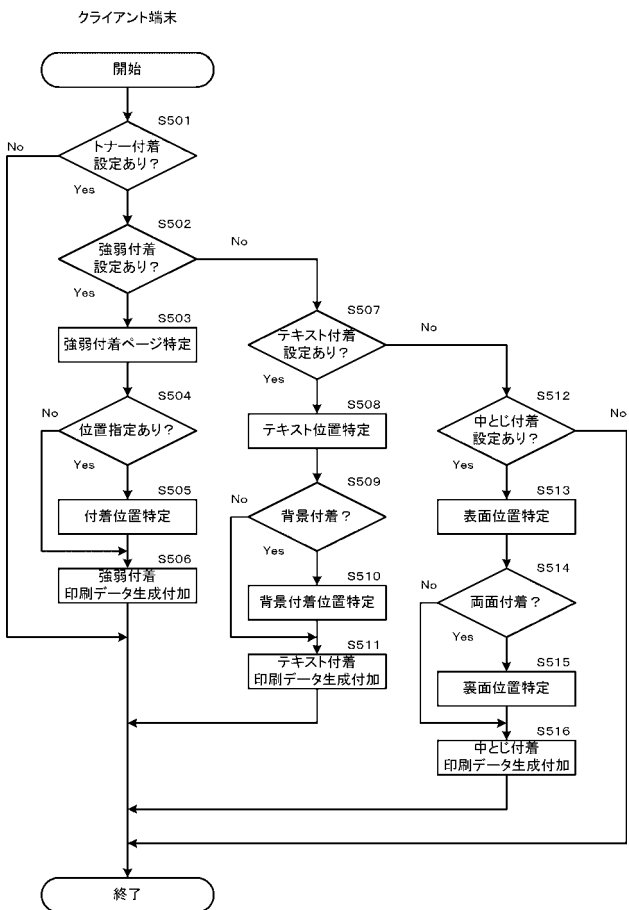 クライアント端末
開始
S501
No
トナー付着
設定あり？
Yes
S502
No
強弱付着
設定あり？
Yes
S503
強弱付着ページ特定
S504
No
位置指定あり？
Yes
S505
付着位置特定
S506
強弱付着
印刷データ生成付加
S507
No
テキスト付着
設定あり？
Yes
S508
テキスト位置特定
S509
No
背景付着？
Yes
S510
背景付着位置特定
S511
テキスト付着
印刷データ生成付加
S512
No
中とじ付着
設定あり？
Yes
S513
表面位置特定
S514
No
両面付着？
Yes
S515
裏面位置特定
S516
中とじ付着
印刷データ生成付加
終了